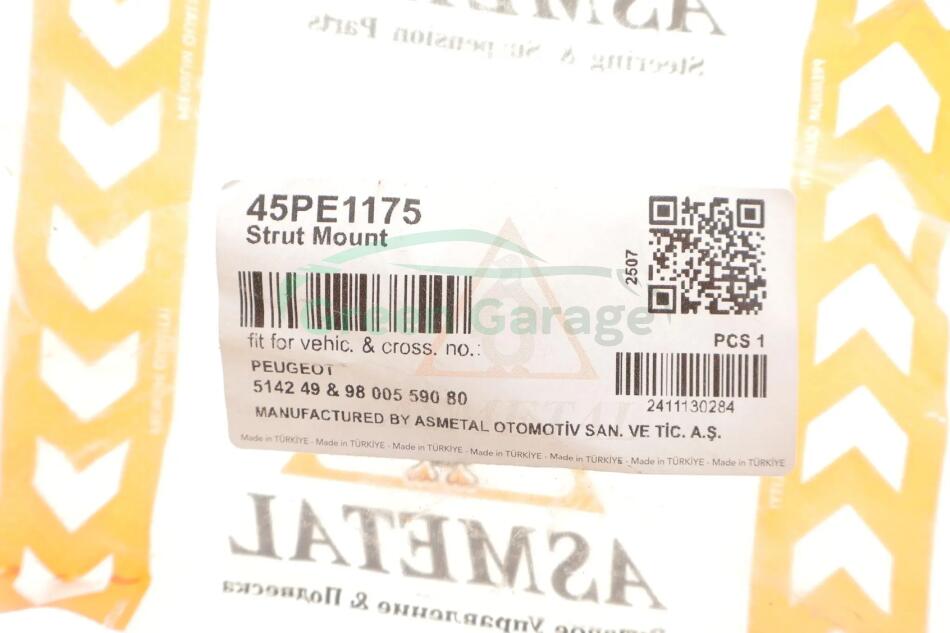 ASMETAL
Steering & Suspension Parts
45PE1175
Strut Mount
2507
Green Garage
PCS 1
fit for vehic. & cross. no.:
PEUGEOT
5142 49 & 98 005 590 80
2411130284
MANUFACTURED BY ASMETAL OTOMOTİV SAN. VE TİC. A.Ş.
Made in TÜRKİYE - Made in TÜRKİYE - Made in TÜRKİYE - Made in TÜRKİYE - Made in TÜRKİYE - Made in TÜRKİYE - Made in TÜRKİYE
ASMETAL
Управление & Подвеска